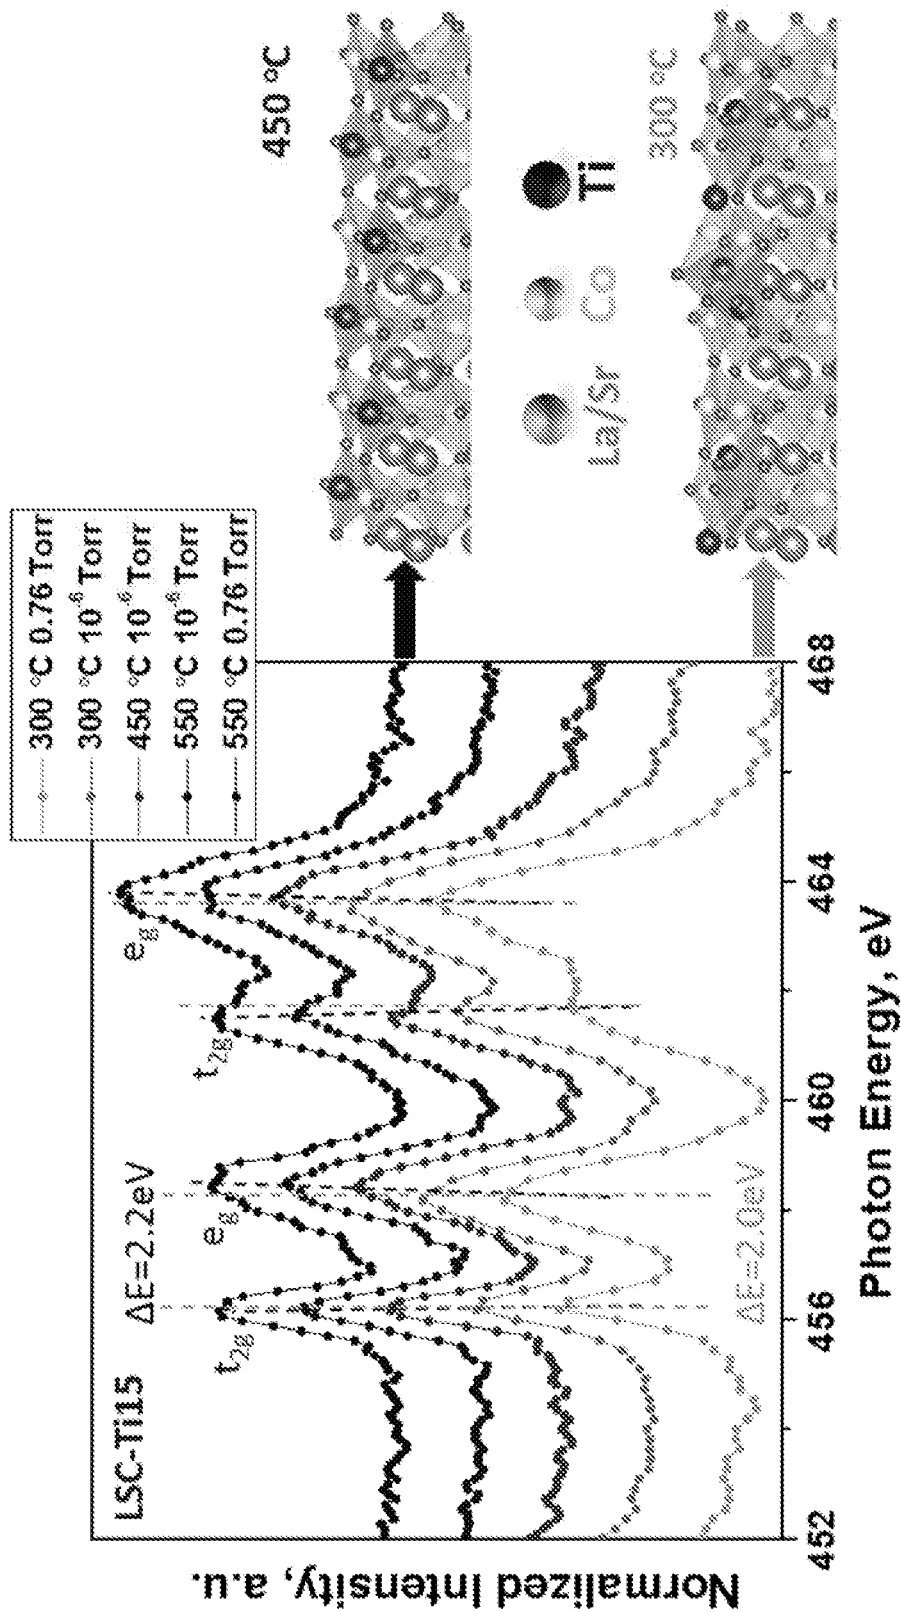 LSC-Ti15
300 °C 0.76 Torr
300 °C 10⁻⁶ Torr
450 °C 10⁻⁶ Torr
550 °C 10⁻⁶ Torr
550 °C 0.76 Torr
ΔE=2.2eV
t2g
eg
t2g
eg
ΔE=2.0eV
452
456
460
464
468
Photon Energy, eV
Normalized Intensity, a.u.
450 °C
La/Sr
Co
Ti
300 °C